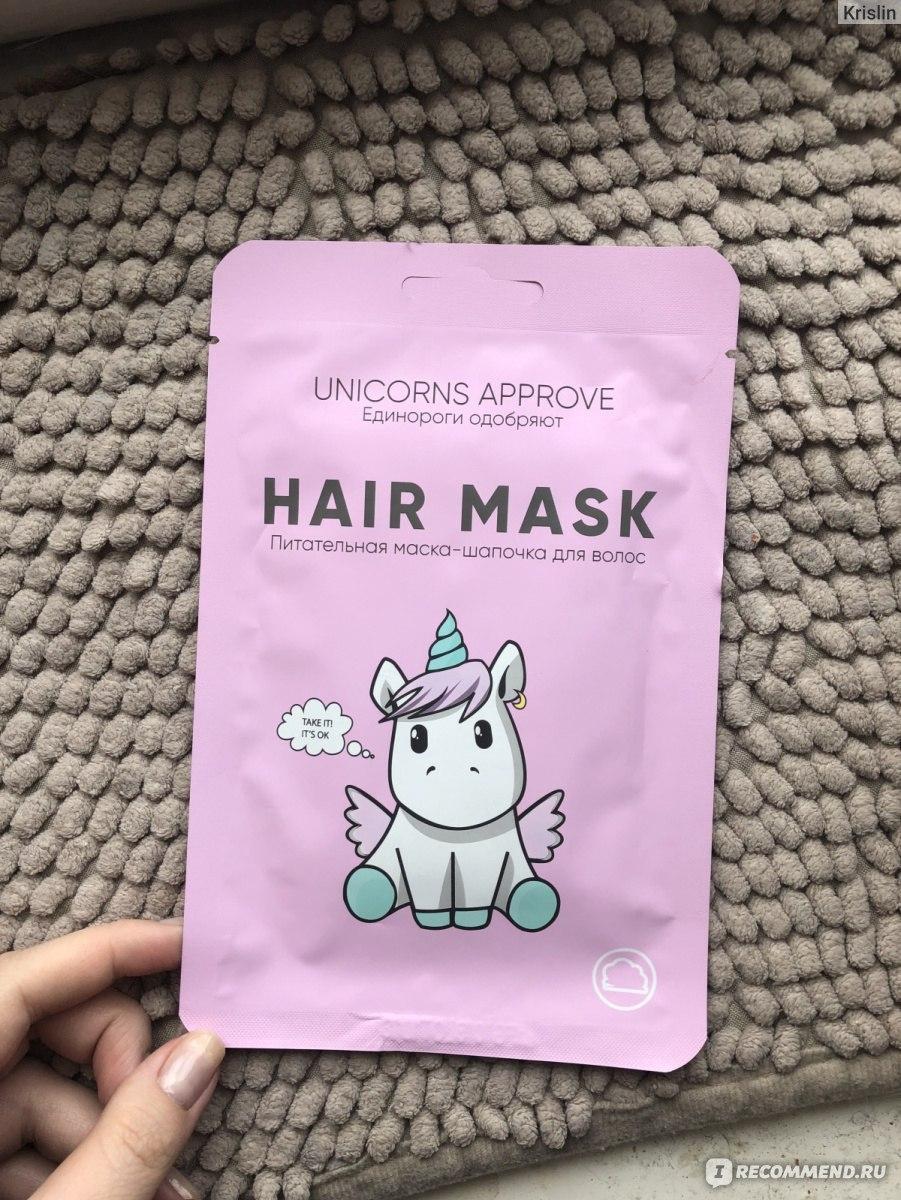 Krislin
UNICORNS APPROVE
Единороги одобряют
HAIR MASK
Питательная маска-шапочка для волос
TAKE IT!
IT'S OK
I RECOMMEND.RU